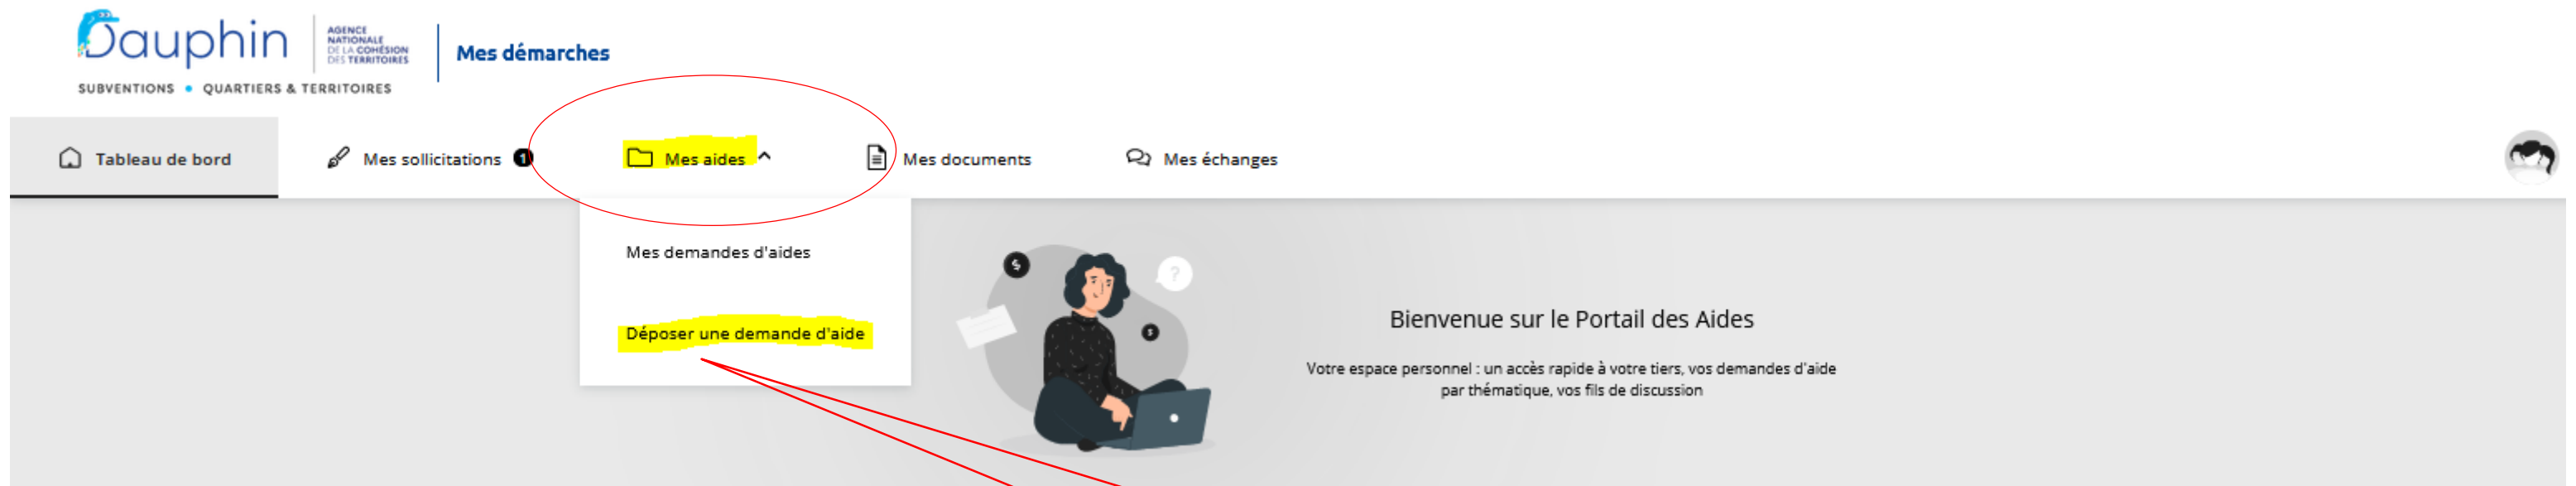 Dauphin
AGENCE
NATIONALE
DE LA COHÉSION
DES TERRITOIRES
Mes démarches
SUBVENTIONS • QUARTIERS & TERRITOIRES
Tableau de bord
Mes sollicitations 1
Mes aides
Mes documents
Mes échanges
Mes demandes d'aides
Déposer une demande d'aide
$
?
$
Bienvenue sur le Portail des Aides
Votre espace personnel : un accès rapide à votre tiers, vos demandes d'aide
par thématique, vos fils de discussion